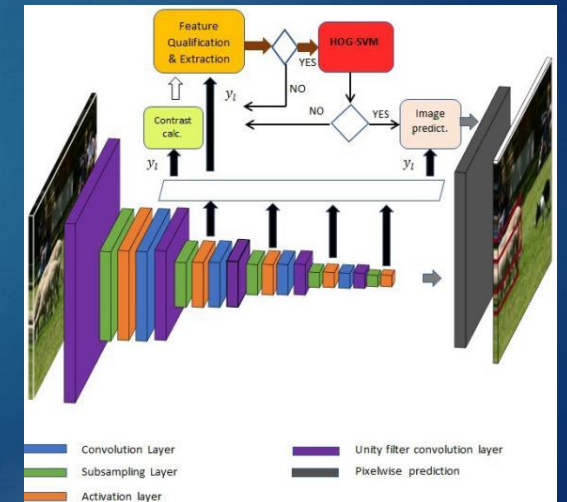 Feature
Qualification
& Extraction
HOG-SVM
YES
NO
y_l
NO
YES
Contrast
calc.
Image
predict.
y_l
y_l
Convolution Layer
Unity filter convolution layer
Subsampling Layer
Pixelwise prediction
Activation layer